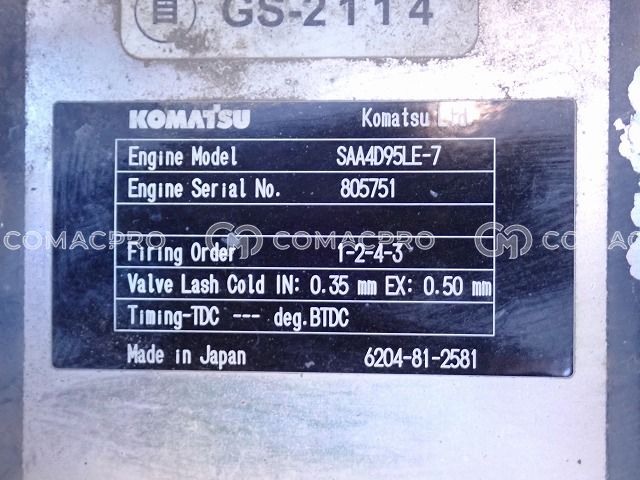 GS-2114
KOMATSU Komatsu Ltd.
Engine Model SAA4D95LE-7
Engine Serial No. 805751
COMACPRO COMACPRO COMACPRO
Firing Order 1-2-4-3
Valve Lash Cold IN: 0.35 mm EX: 0.50 mm
Timing-TDC --- deg.BTDC
Made in Japan 6204-81-2581